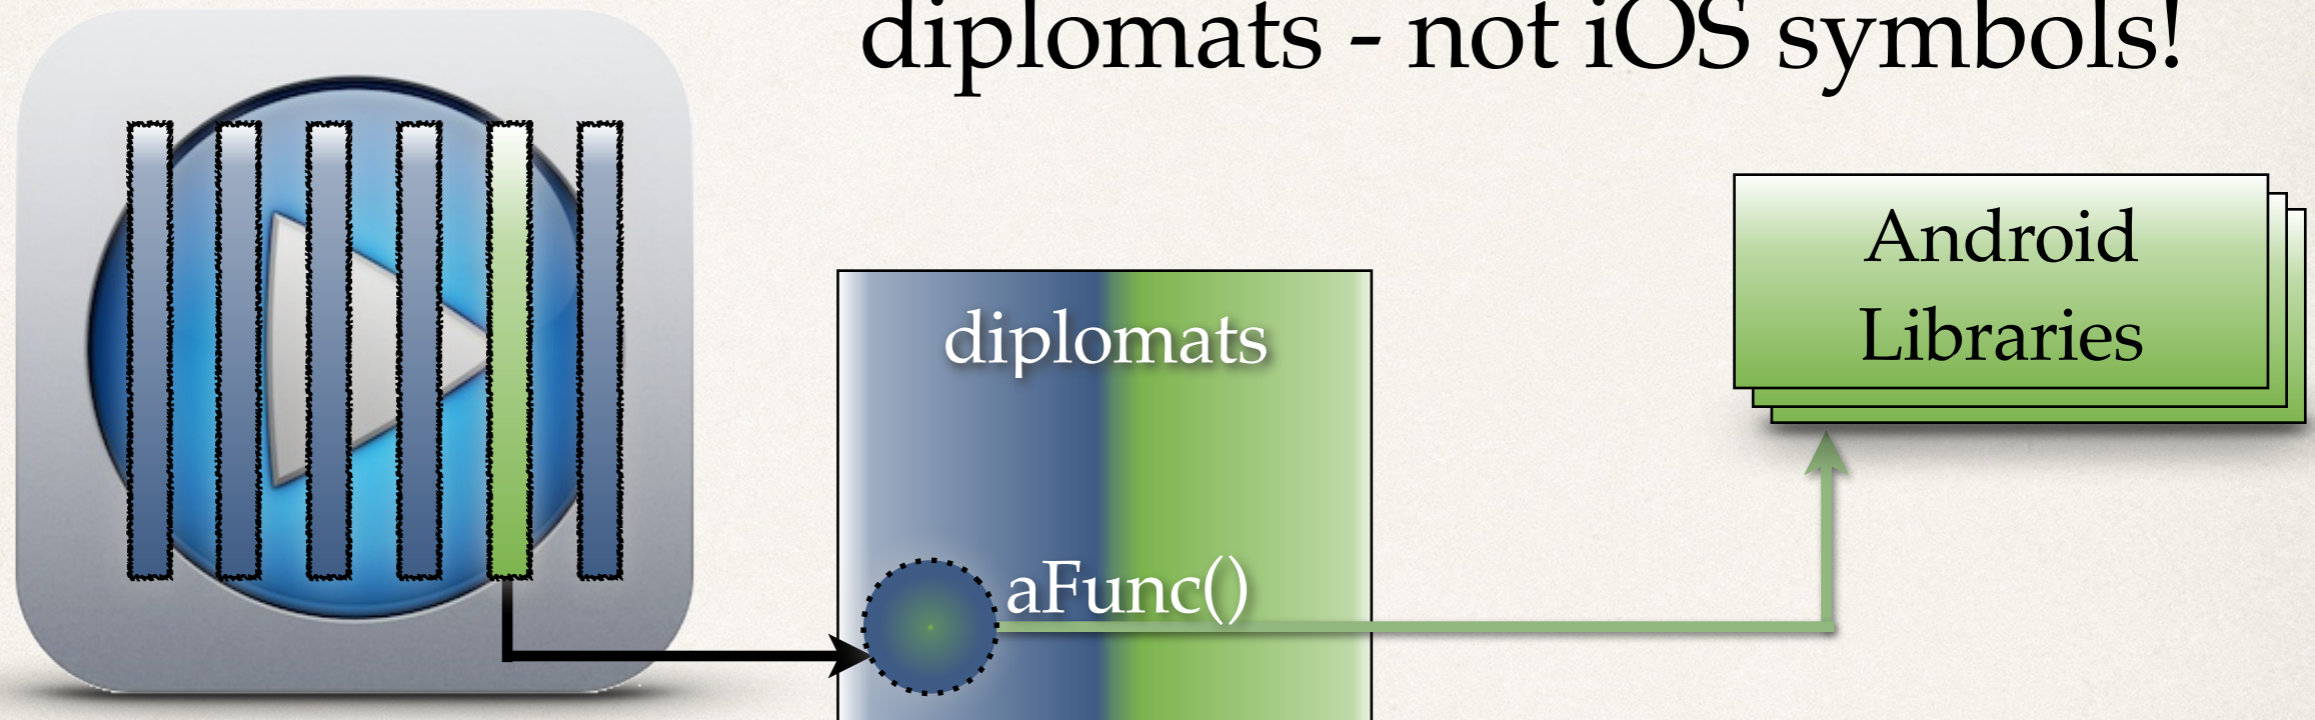 diplomats - not iOS symbols!
Android
Libraries
diplomats
aFunc()